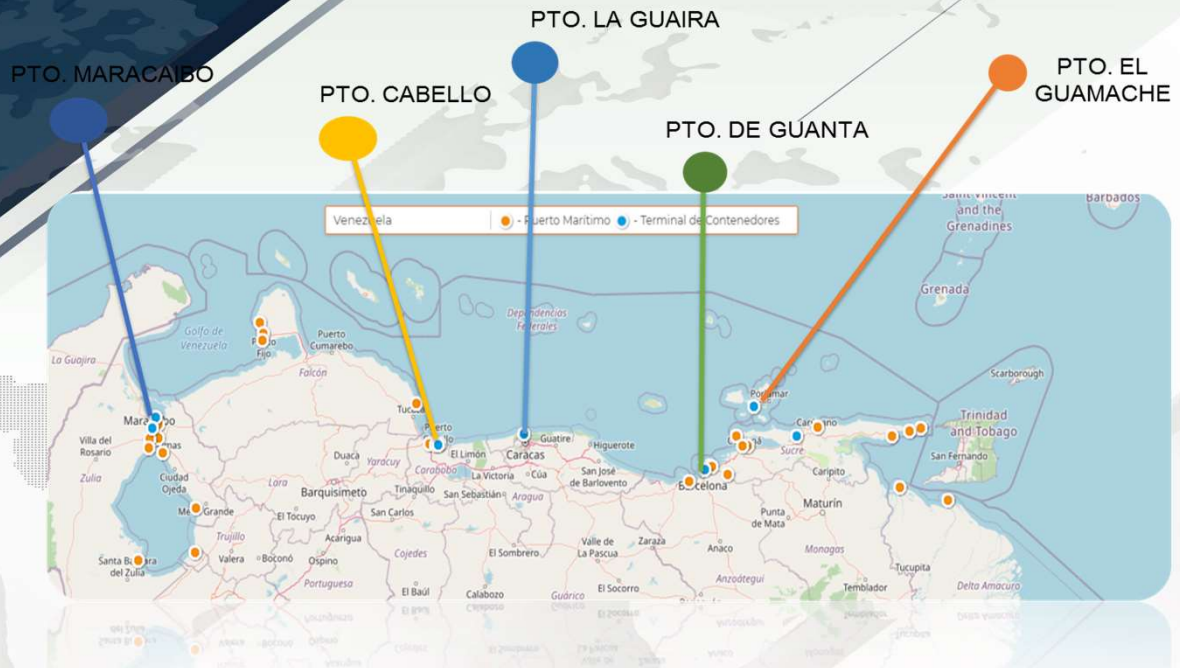 PTO. LA GUAIRA
PTO. MARACAIBO
PTO. CABELLO
PTO. EL
GUAMACHE
PTO. DE GUANTA
Saint Vincent
and the
Grenadines
Barbados
Venezuela
- Puerto Marítimo
- Terminal de Contenedores
Grenada
Golfo de
Venezuela
Dependencias
Federales
Puerto
Cumarebo
Fijo
La Guajira
Falcón
Scarborough
Trinidad
and Tobago
San Fernando
Villa del
Rosario
Zulia
Ciudad
Ojeda
Puerto
El Limón
Caracas
Guatire
Higuerote
Sucre
Duaca
Yaracuy
Carabobo
La Victoria
Cúa
San José
de Barlovento
Barcelona
Caripito
Lara
Barquisimeto
Tinaquillo
San Sebastián
Aragua
Maturín
Grande
El Tocuyo
San Carlos
Punta
de Mata
Trujillo
Acarigua
Cojedes
El Sombrero
Valle de
La Pascua
Zaraza
Anaco
Monagas
Santa Bárbara
del Zulia
Valera
Boconó
Ospino
Portuguesa
Tucupita
El Baúl
Calabozo
Guárico
El Socorro
Anzoátegui
Temblador
Delta Amacuro